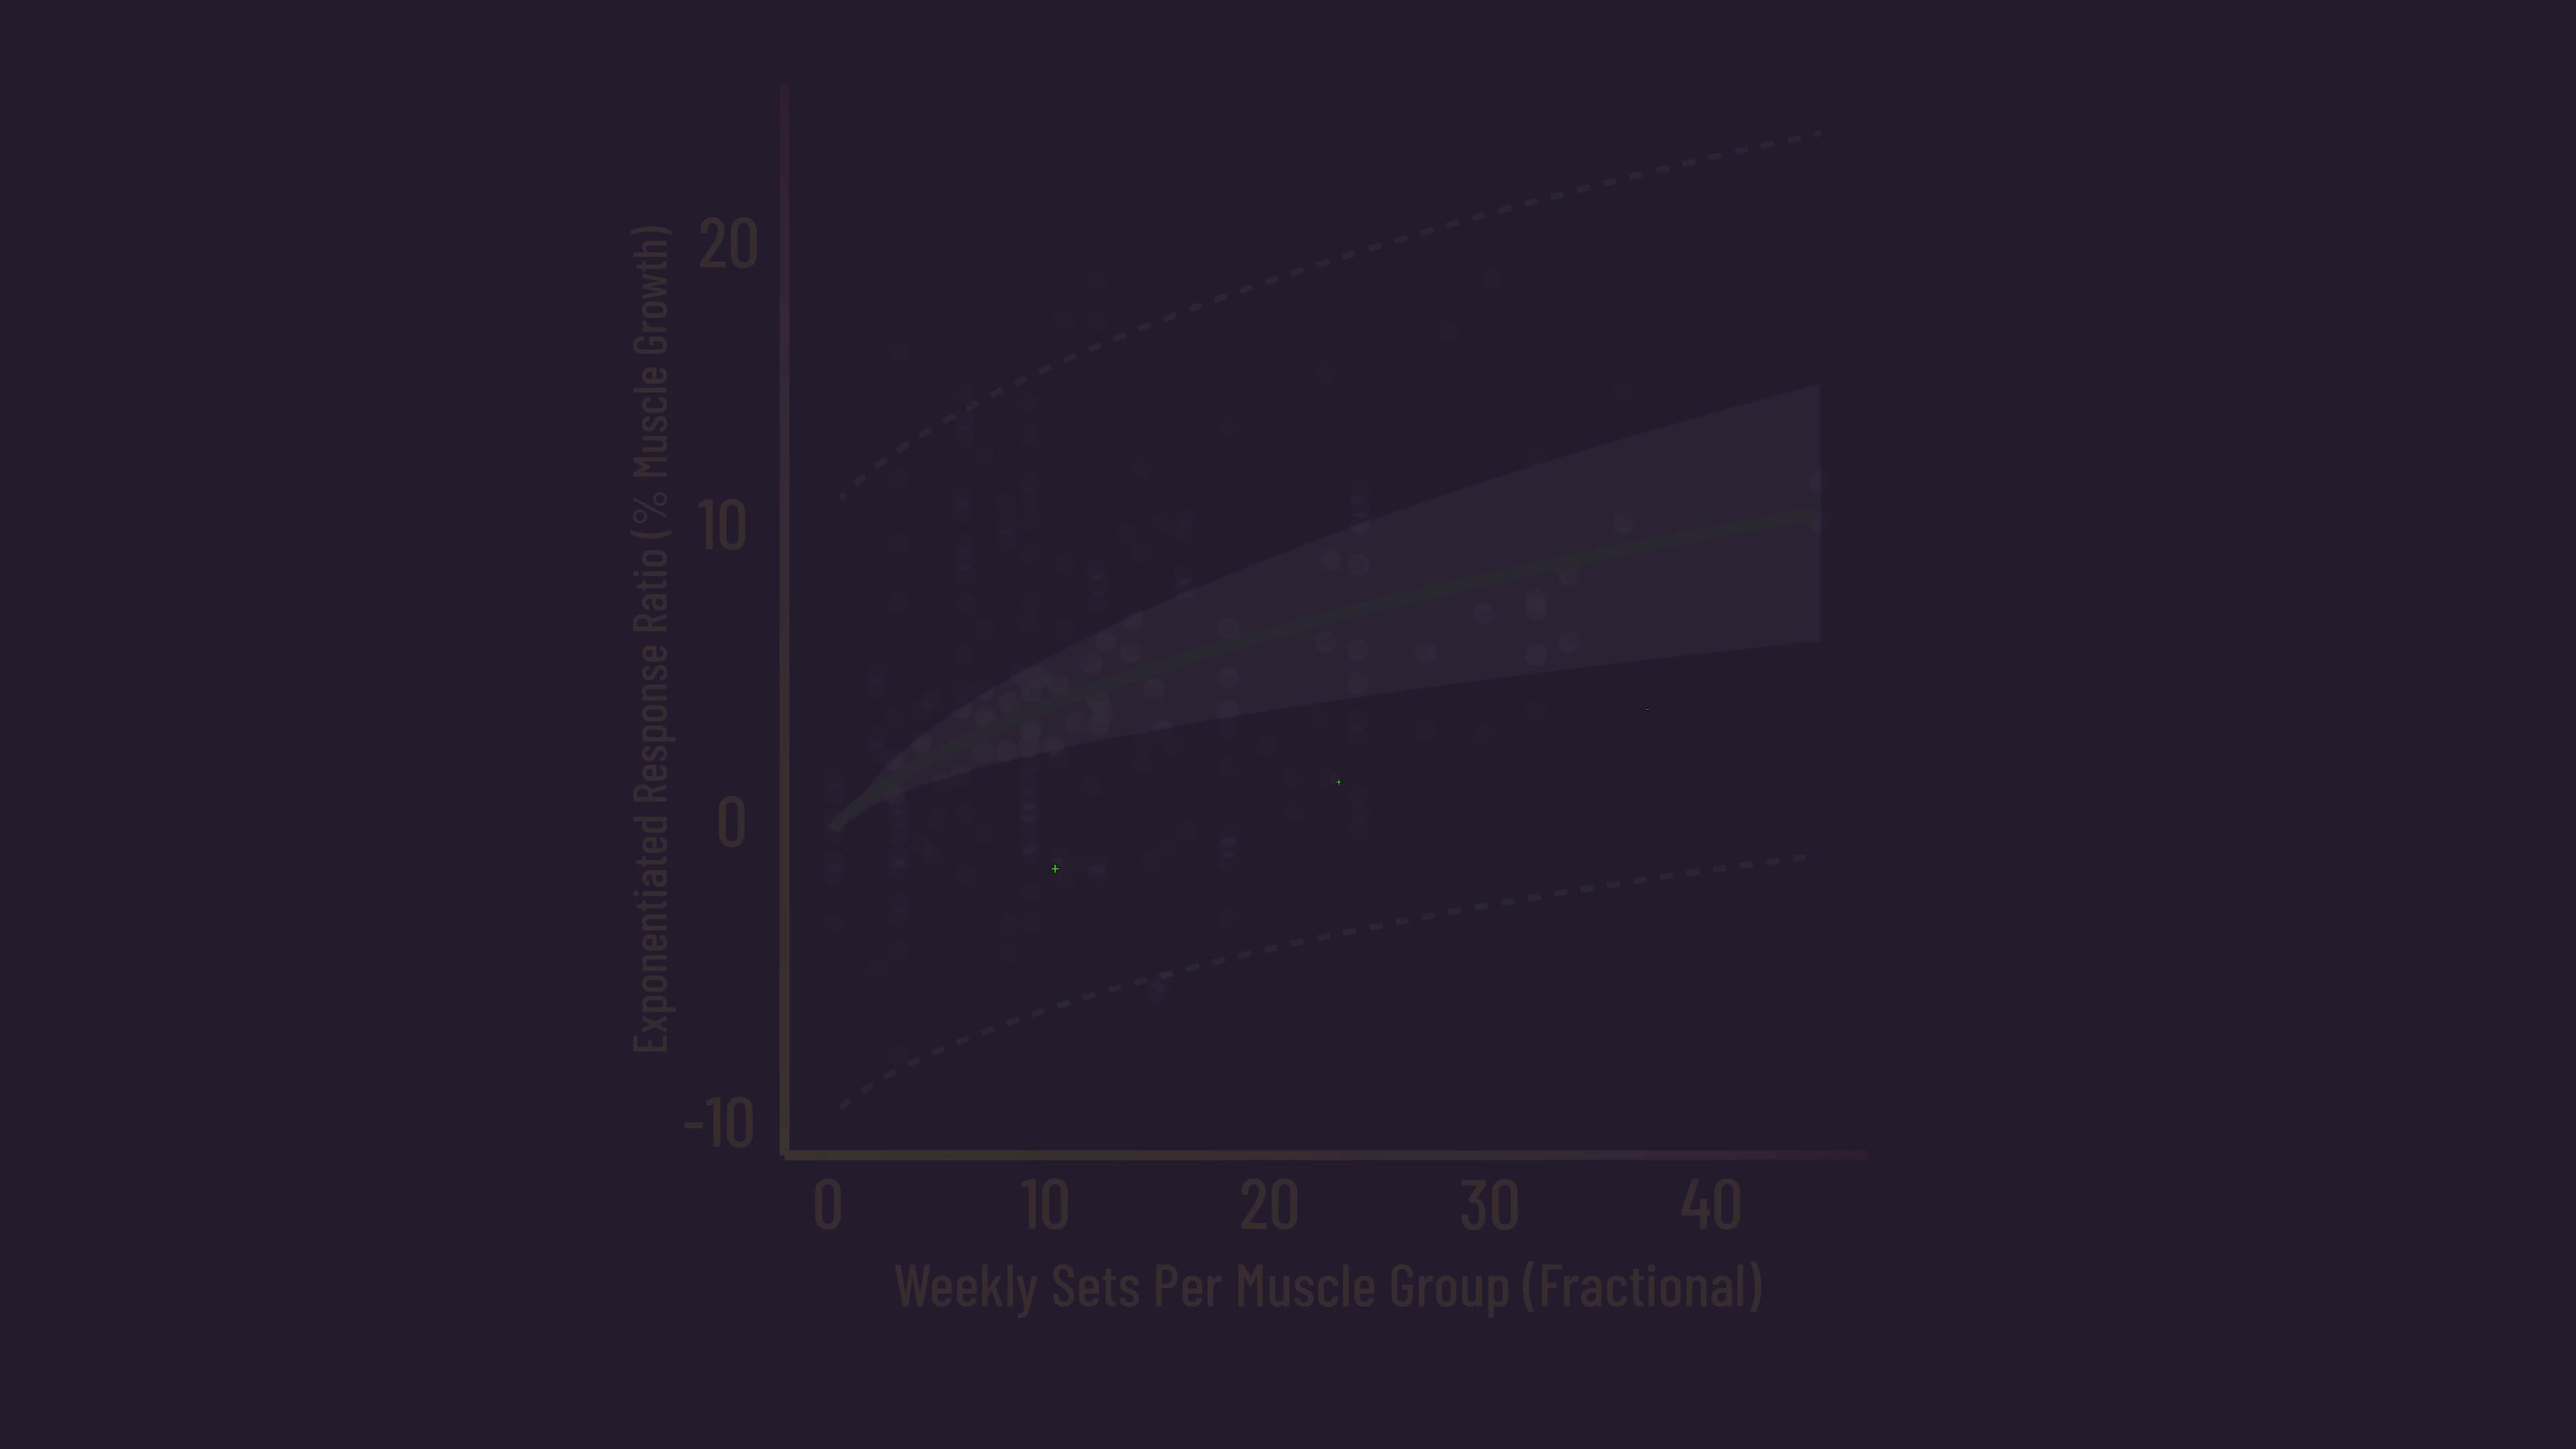 Exponentiated Response Ratio (% Muscle Growth)
20
10
0
-10
0 10 20 30 40
Weekly Sets Per Muscle Group (Fractional)